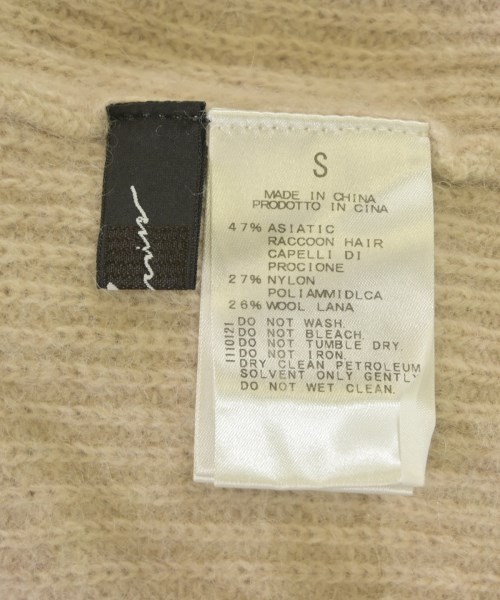 S
MADE IN CHINA
PRODOTTO IN CINA
47% ASIATIC
RACCOON HAIR
CAPELLI DI
PROCIONE
27% NYLON
POLIAMMIDLCA
26% WOOL LANA
DO NOT WASH.
DO NOT BLEACH.
DO NOT TUMBLE DRY.
DO NOT IRON.
DRY CLEAN PETROLEUM
SOLVENT ONLY GENTLY
DO NOT WET CLEAN.
1110121